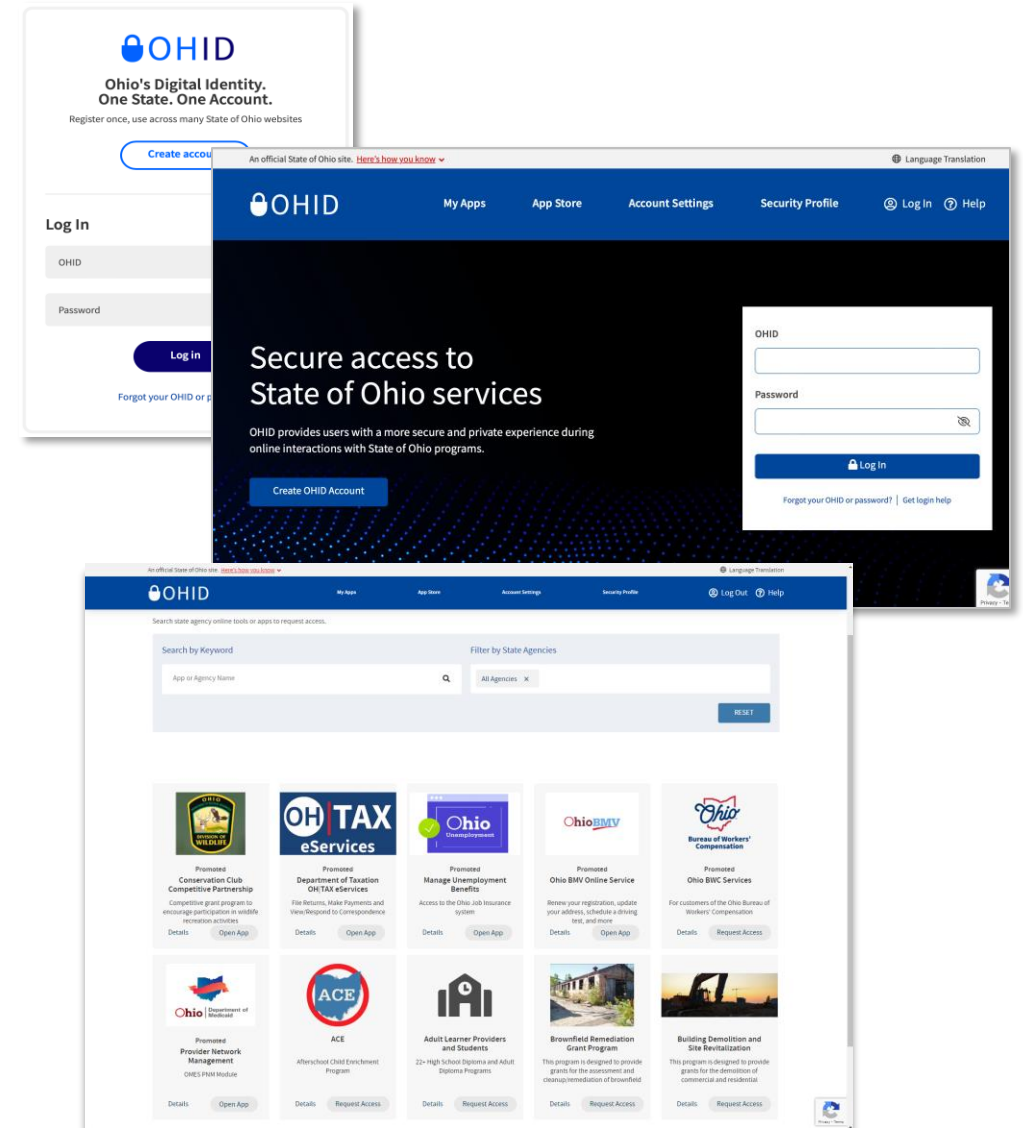 OHID
Ohio's Digital Identity.
One State. One Account.
Register once, use across many State of Ohio websites
Create accou
Log In
OHID
Password
Log in
Forgot your OHID or p
An official State of Ohio site. Here's how you know
Language Translation
OHID
My Apps
App Store
Account Settings
Security Profile
Log In
Help
Secure access to
State of Ohio services
OHID provides users with a more secure and private experience during
online interactions with State of Ohio programs.
Create OHID Account
OHID
Password
Log In
Forgot your OHID or password? | Get login help
Privacy - Te
An official State of Ohio site. Here's how you know
Language Translation
OHID
My Apps
App Store
Account Settings
Security Profile
Log Out
Help
Search state agency online tools or apps to request access.
Search by Keyword
Filter by State Agencies
App or Agency Name
All Agencies x
RESET
OHIO
DIVISION OF
WILDLIFE
Promoted
Conservation Club
Competitive Partnership
Competitive grant program to
encourage participation in wildlife
recreation activities
Details
Open App
OH|TAX
eServices
Promoted
Department of Taxation
OH|TAX eServices
File Returns, Make Payments and
View/Respond to Correspondence
Details
Open App
Ohio
Unemployment
Promoted
Manage Unemployment
Benefits
Access to the Ohio Job Insurance
system
Details
Open App
OhioBMV
Promoted
Ohio BMV Online Service
Renew your registration, update
your address, schedule a driving
test, and more
Details
Open App
Ohio
Bureau of Workers'
Compensation
Promoted
Ohio BWC Services
For customers of the Ohio Bureau of
Workers' Compensation
Details
Request Access
Ohio
Department of
Medicaid
Promoted
Provider Network
Management
OMES PNM Module
Details
Open App
ACE
ACE
Afterschool Child Enrichment
Program
Details
Request Access
Adult Learner Providers
and Students
22+ High School Diploma and Adult
Diploma Programs
Details
Request Access
Brownfield Remediation
Grant Program
This program is designed to provide
grants for the assessment and
cleanup/remediation of brownfield
Details
Request Access
Building Demolition and
Site Revitalization
This program is designed to provide
grants for the demolition of
commercial and residential
Details
Request Access
Privacy - Terms